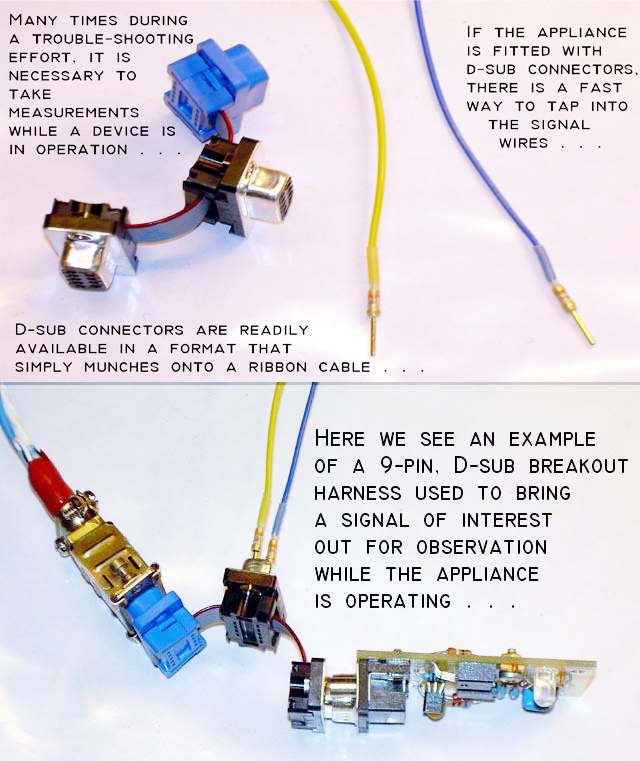 Many times during
a trouble-shooting
effort, it is
necessary to
take
measurements
while a device is
in operation . . .
If the appliance
is fitted with
d-sub connectors,
there is a fast
way to tap into
the signal
wires . . .
D-sub connectors are readily
available in a format that
simply munches onto a ribbon cable . . .
Here we see an example
of a 9-pin, D-sub breakout
harness used to bring
a signal of interest
out for observation
while the appliance
is operating . . .